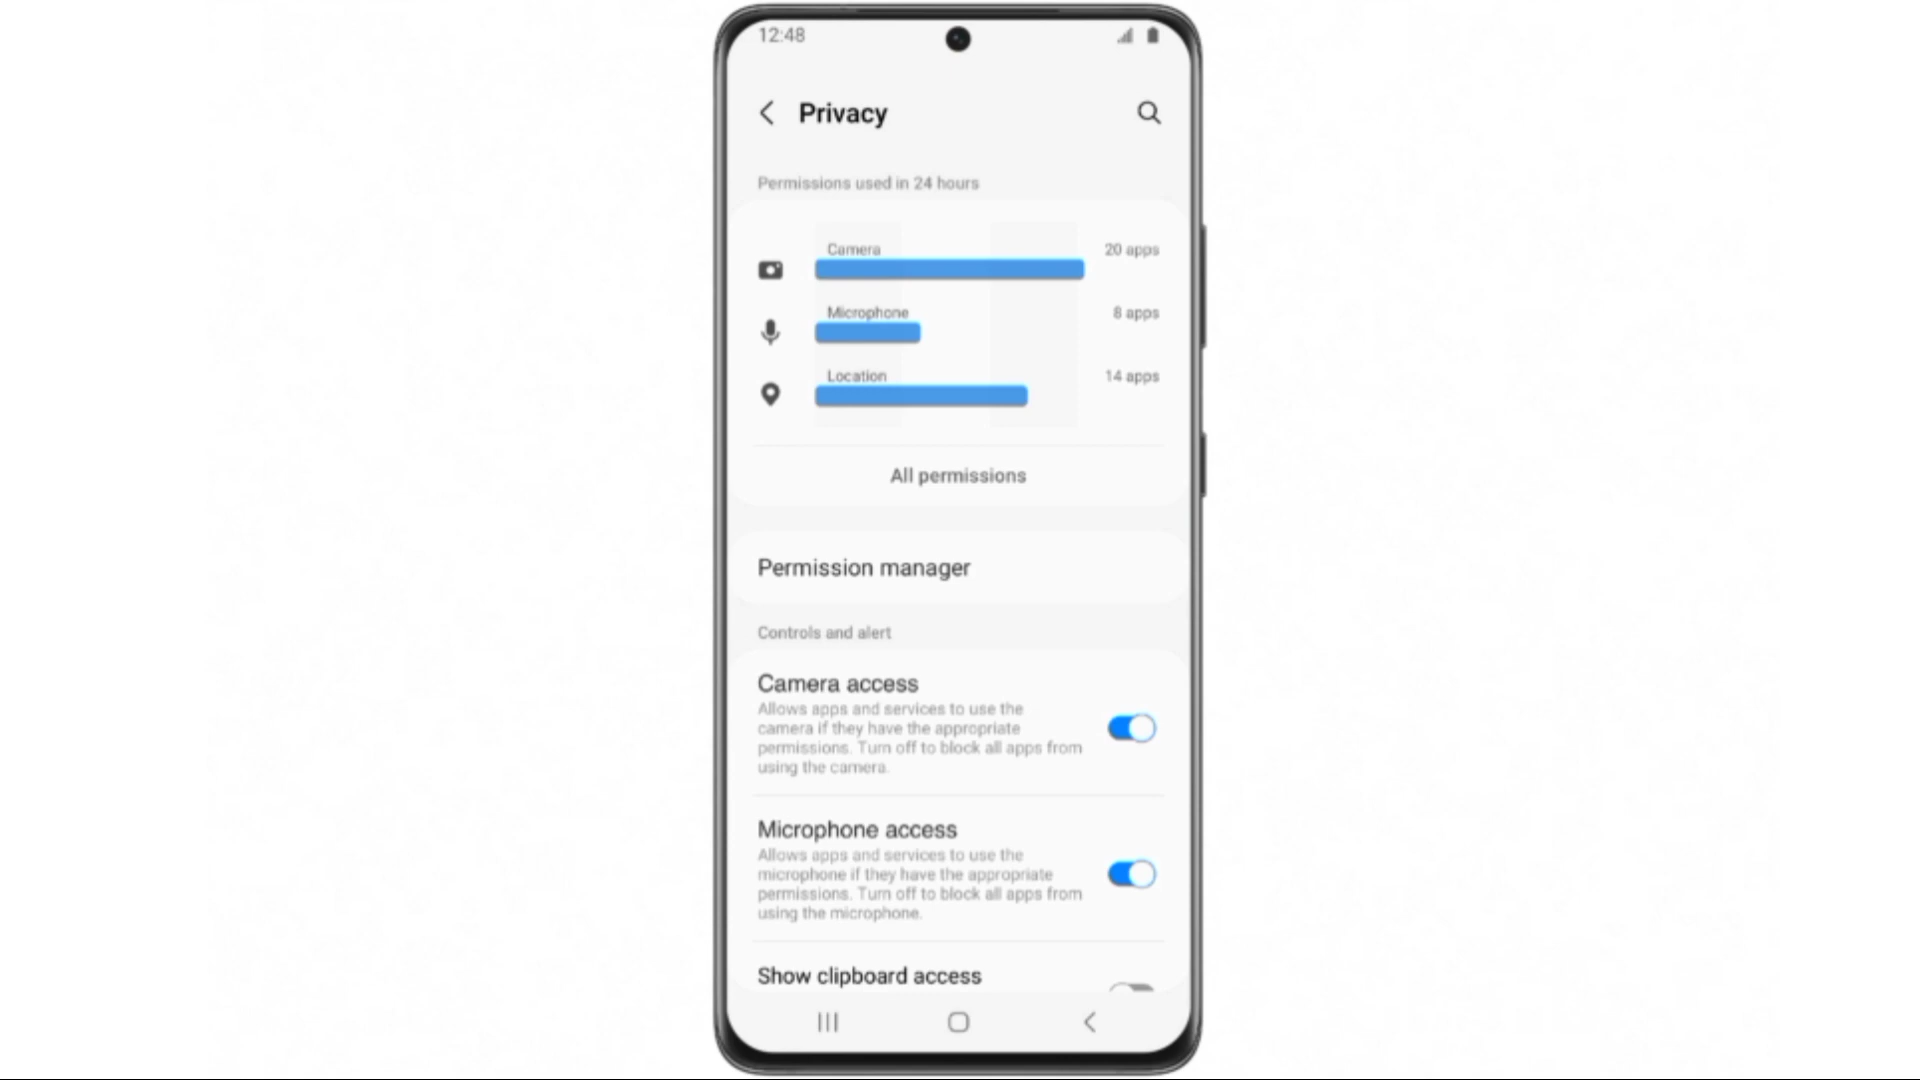 12:48
Privacy
Permissions used in 24 hours
Camera 20 apps
Microphone 8 apps
Location 14 apps
All permissions
Permission manager
Controls and alert
Camera access
Allows apps and services to use the
camera if they have the appropriate
permissions. Turn off to block all apps from
using the camera.
Microphone access
Allows apps and services to use the
microphone if they have the appropriate
permissions. Turn off to block all apps from
using the microphone.
Show clipboard access